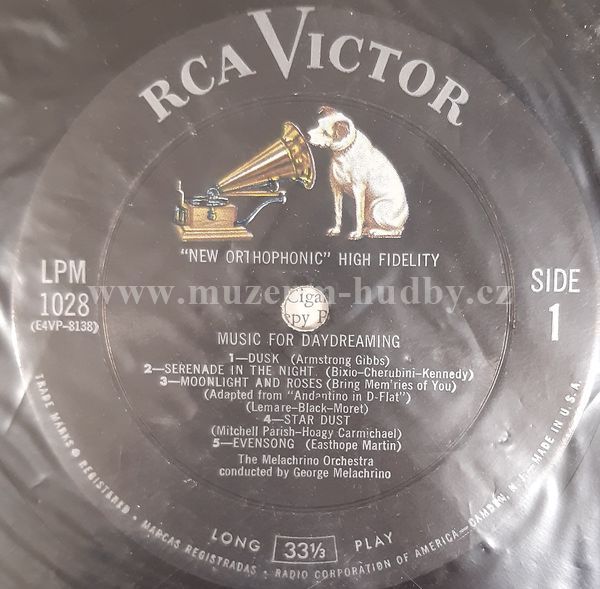 RCA VICTOR
"NEW ORTHOPHONIC" HIGH FIDELITY
LPM
1028
(E4VP-8138)
SIDE
1
www.muzeum-hudby.cz
MUSIC FOR DAYDREAMING
1—DUSK (Armstrong Gibbs)
2—SERENADE IN THE NIGHT (Bixio-Cherubini-Kennedy)
3—MOONLIGHT AND ROSES (Bring Mem'ries of You)
(Adapted from "Andantino in D-Flat")
(Lemare-Black-Moret)
4—STAR DUST
(Mitchell Parish-Hoagy Carmichael)
5—EVENSONG (Easthope Martin)
The Melachrino Orchestra
conducted by George Melachrino
LONG 33⅓ PLAY
TRADE MARKS ® REGISTERED • MARCAS REGISTRADAS • RADIO CORPORATION OF AMERICA—CAMDEN, N. J.—MADE IN U.S.A.